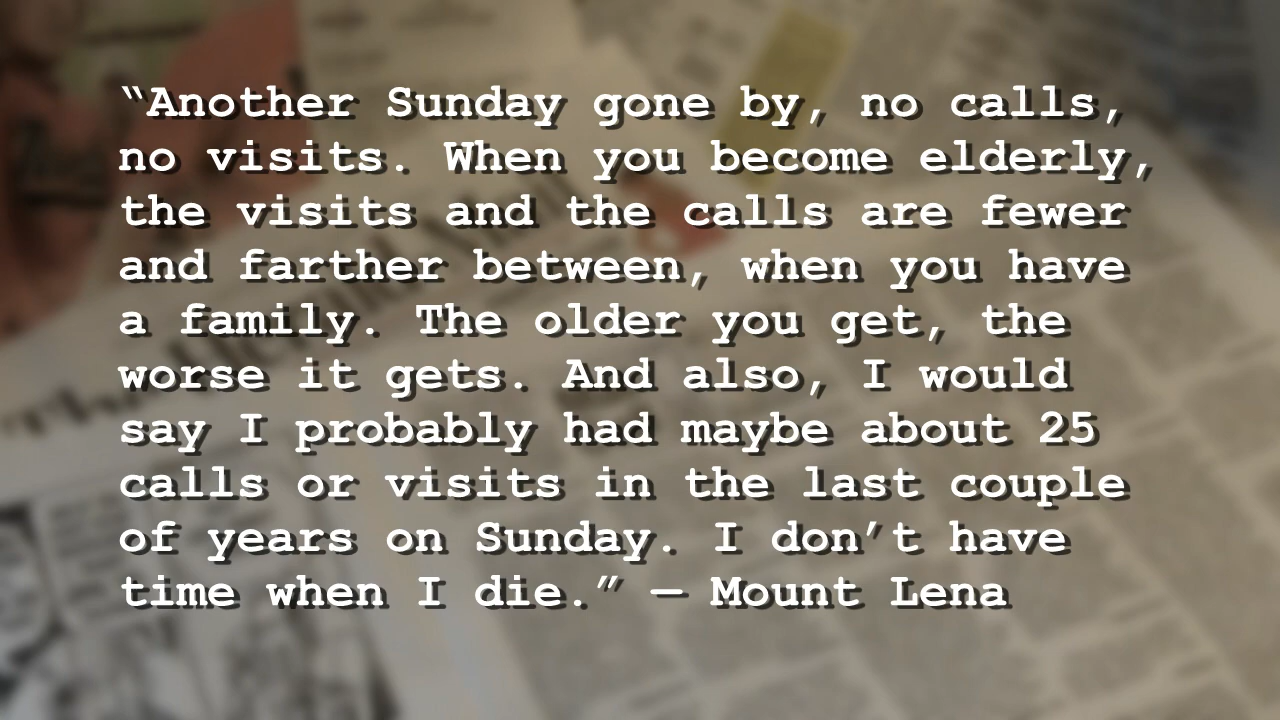 “Another Sunday gone by, no calls,
no visits. When you become elderly,
the visits and the calls are fewer
and farther between, when you have
a family. The older you get, the
worse it gets. And also, I would
say I probably had maybe about 25
calls or visits in the last couple
of years on Sunday. I don’t have
time when I die.” — Mount Lena